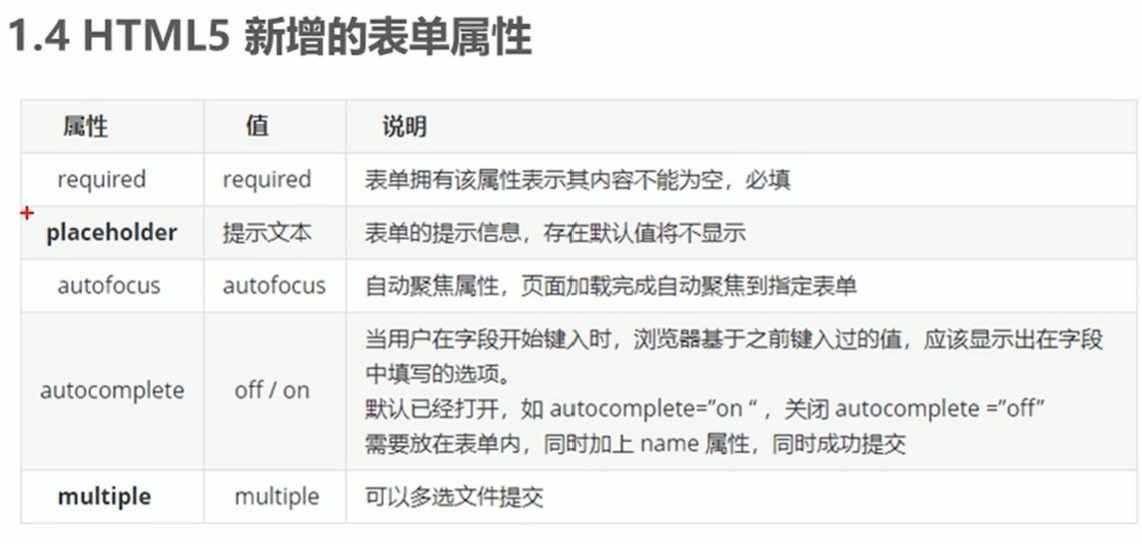 1.4 HTML5 新增的表单属性
属性 值 说明
required required 表单拥有该属性表示其内容不能为空，必填
placeholder 提示文本 表单的提示信息，存在默认值将不显示
autofocus autofocus 自动聚焦属性，页面加载完成自动聚焦到指定表单
autocomplete off / on 当用户在字段开始键入时，浏览器基于之前键入过的值，应该显示出在字段
中填写的选项。
默认已经打开，如 autocomplete=”on “ ，关闭 autocomplete =”off”
需要放在表单内，同时加上 name 属性，同时成功提交
multiple multiple 可以多选文件提交